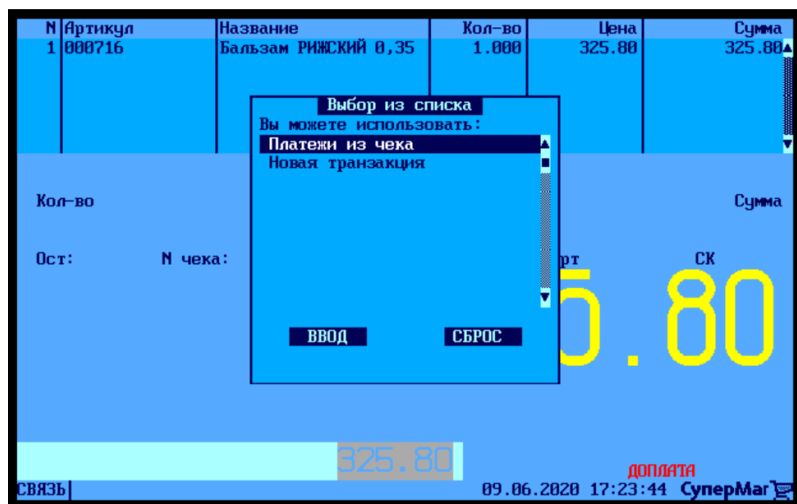 N Артикул Название Кол-во Цена Сумма
1 000716 Бальзам РИЖСКИЙ 0,35 1.000 325.80 325.80
Выбор из списка
Вы можете использовать:
Платежи из чека
Новая транзакция
Кол-во Сумма
Ост: N чека: рт СК
5.80
ВВОД СБРОС
325.80
ДОПЛАТА
СВЯЗЬ 09.06.2020 17:23:44 СуперМаг